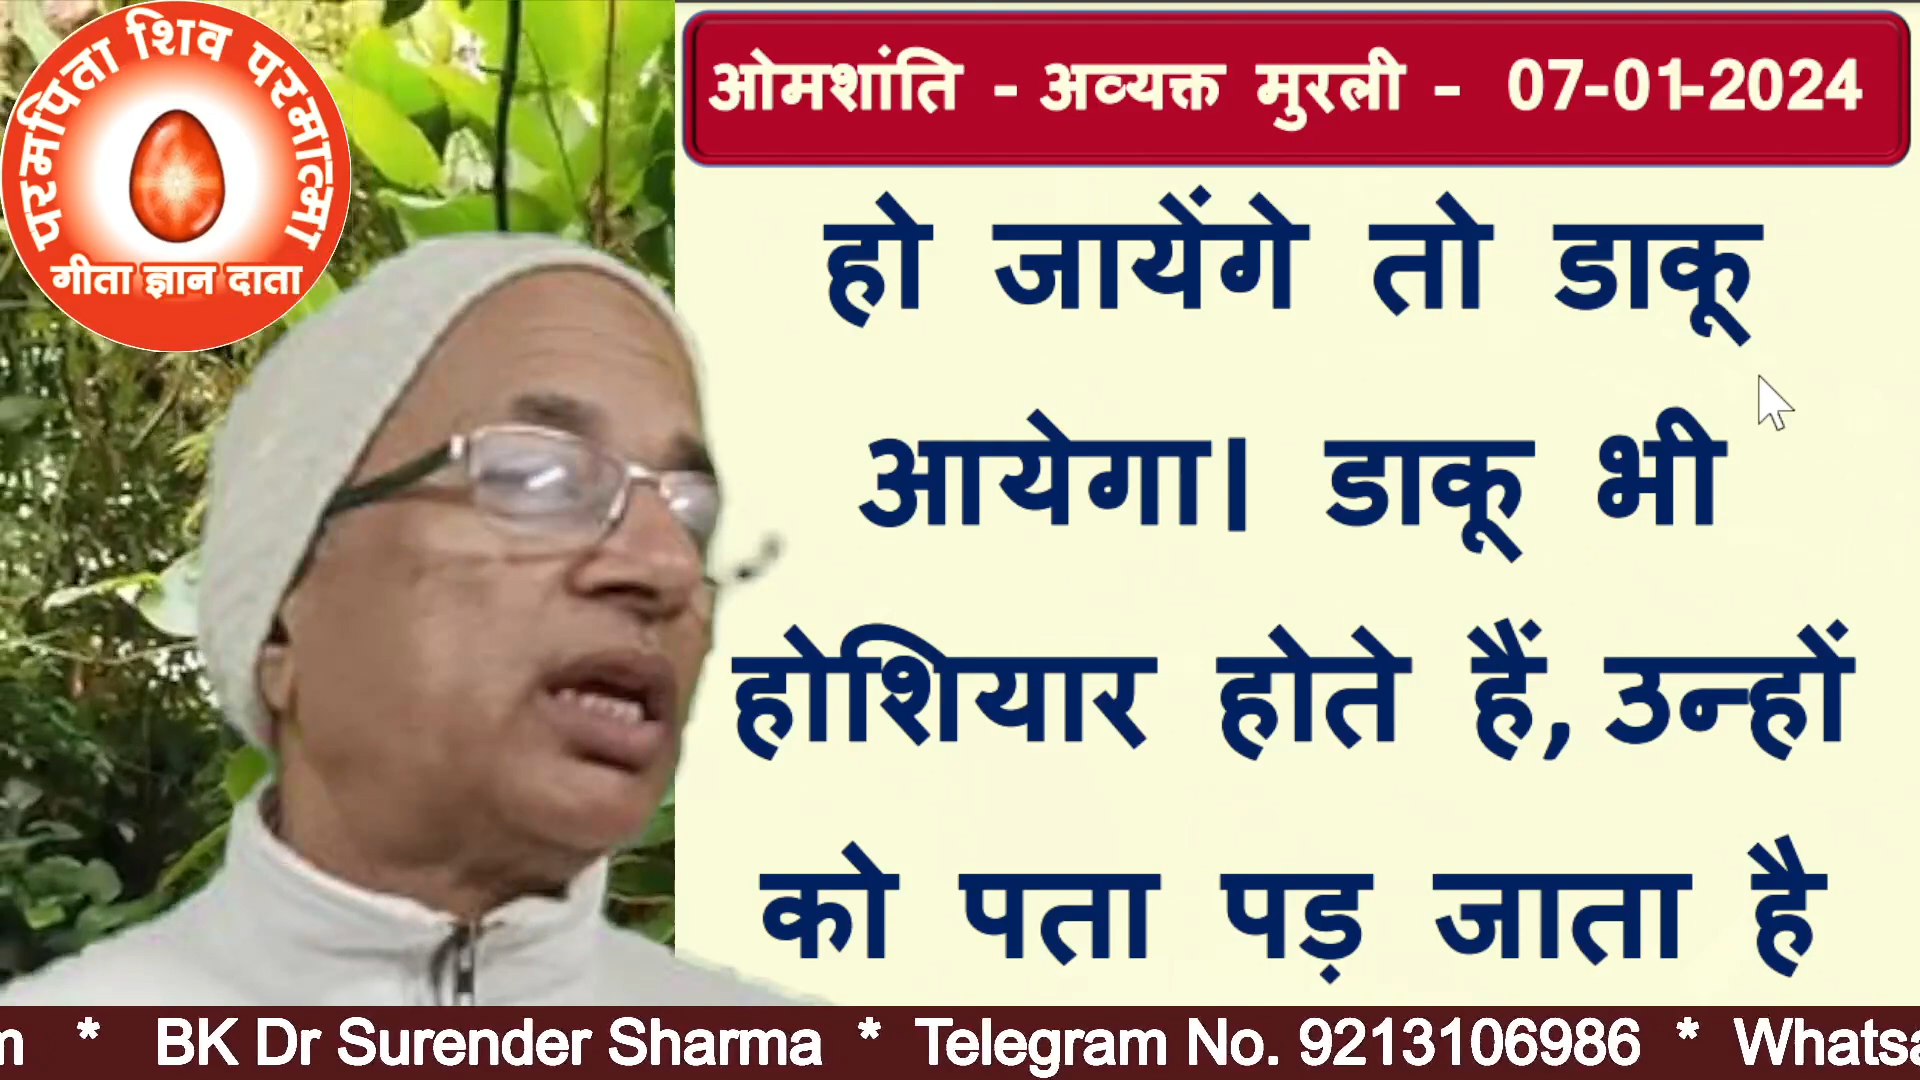 परमपिता शिव परमात्मा
गीता ज्ञान दाता
ओमशांति - अव्यक्त मुरली - 07-01-2024
हो जायेंगे तो डाकू
आयेगा। डाकू भी
होशियार होते हैं, उन्हों
को पता पड़ जाता है
m * BK Dr Surender Sharma * Telegram No. 9213106986 * Whatsa